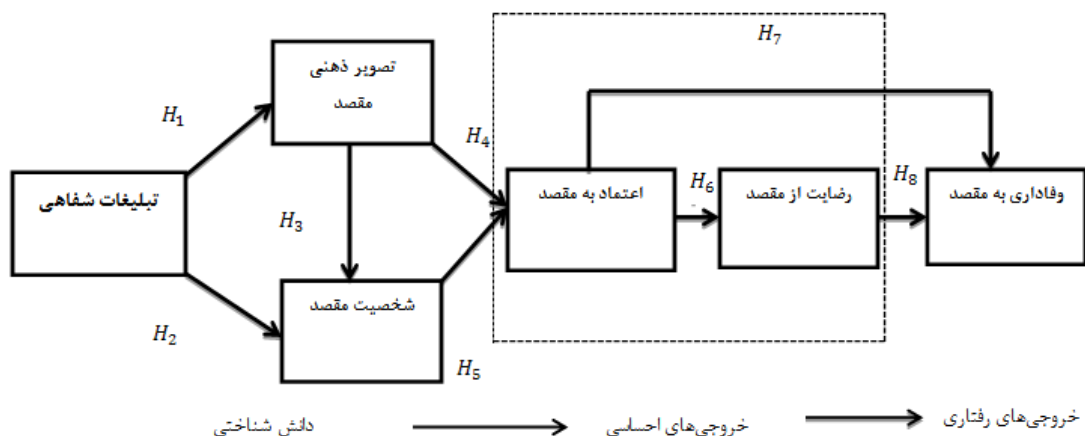 H₇
تصویر ذهنی
مقصد
H₁
H₄
تبلیغات شفاهی
اعتماد به مقصد
H₆
رضایت از مقصد
H₈
وفاداری به مقصد
H₃
شخصیت مقصد
H₂
H₅
دانش شناختی
خروجی‌های احساسی
خروجی‌های رفتاری